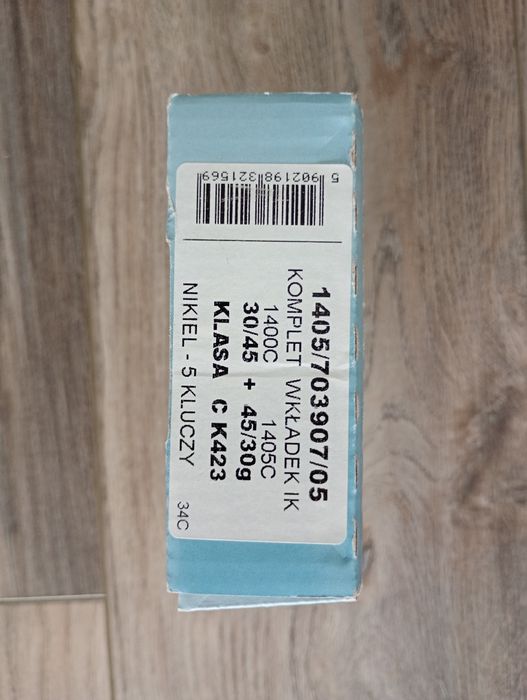 5 902198 321569
1405/703907/05
KOMPLET WKŁADEK IK
1400C 1405C
30/45 + 45/30g
KLASA C K423
NIKIEL - 5 KLUCZY
34C